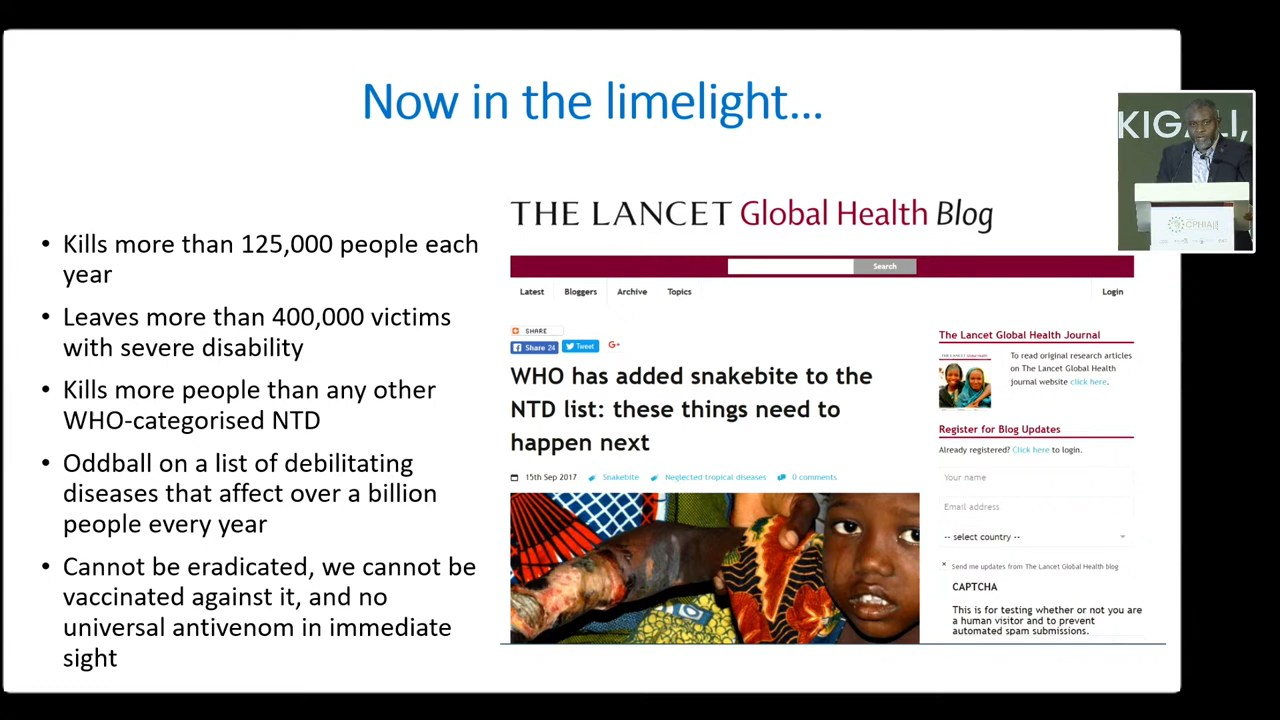 Now in the limelight...
KIGALI,
CPHIA
• Kills more than 125,000 people each
year
• Leaves more than 400,000 victims
with severe disability
• Kills more people than any other
WHO-categorised NTD
• Oddball on a list of debilitating
diseases that affect over a billion
people every year
• Cannot be eradicated, we cannot be
vaccinated against it, and no
universal antivenom in immediate
sight
THE LANCET Global Health Blog
Search
Latest Bloggers Archive Topics Login
SHARE
Share 24 Tweet G+
WHO has added snakebite to the
NTD list: these things need to
happen next
15th Sep 2017 Snakebite Neglected tropical diseases 0 comments
The Lancet Global Health Journal
To read original research articles
on The Lancet Global Health
journal website click here.
Register for Blog Updates
Already registered? Click here to login.
Your name
Email address
-- select country --
Send me updates from The Lancet Global Health blog
CAPTCHA
This is for testing whether or not you are
a human visitor and to prevent
automated spam submissions.